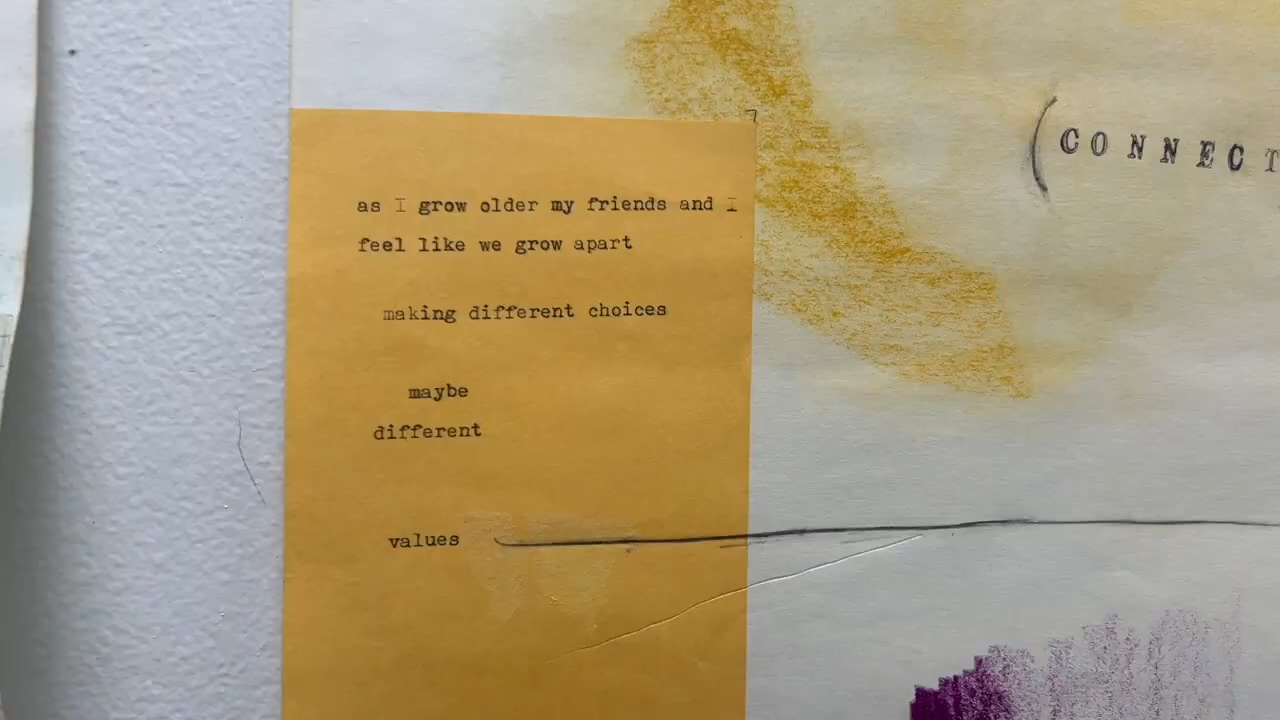 as I grow older my friends and I
feel like we grow apart
making different choices
maybe
different
values
(CONNECT